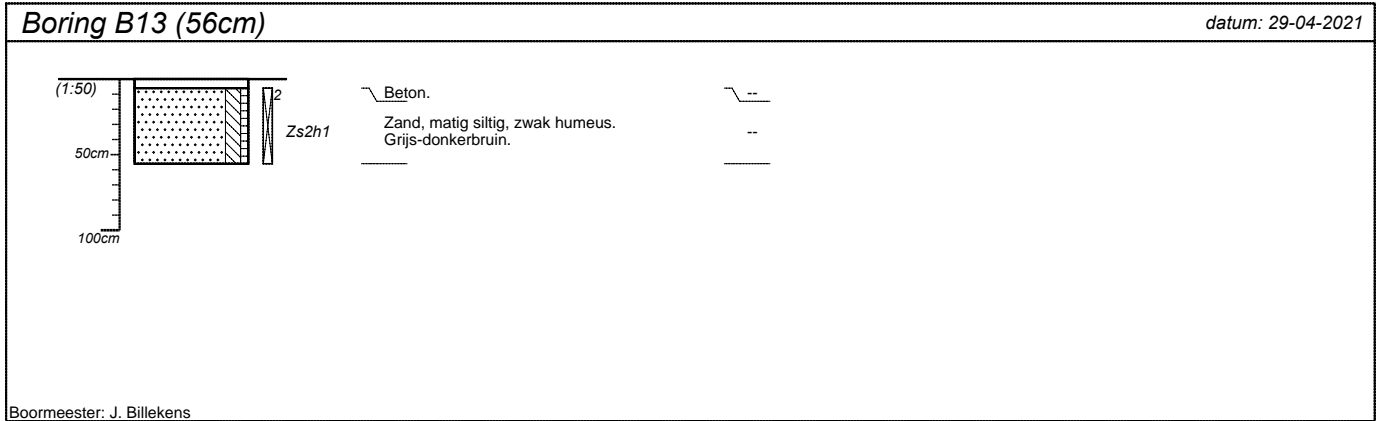 Boring B13 (56cm)
datum: 29-04-2021
(1:50)
2
Beton.
--
Zs2h1
Zand, matig siltig, zwak humeus.
Grijs-donkerbruin.
--
50cm
100cm
Boormeester: J. Billekens